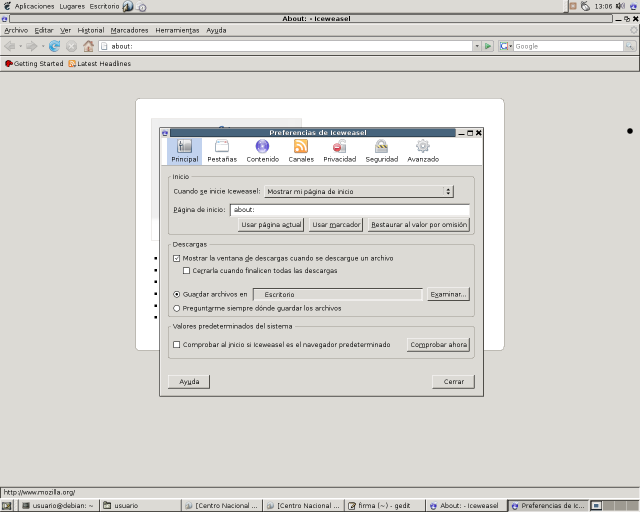 Aplicaciones Lugares Escritorio 13:06
About: - Iceweasel
Archivo Editar Ver Historial Marcadores Herramientas Ayuda
about: Google
Getting Started Latest Headlines
Preferencias de Iceweasel
Principal Pestañas Contenido Canales Privacidad Seguridad Avanzado
Inicio
Cuando se inicie Iceweasel: Mostrar mi página de inicio
Página de inicio: about:
Usar página actual Usar marcador Restaurar al valor por omisión
Descargas
Mostrar la ventana de descargas cuando se descargue un archivo
Cerrarla cuando finalicen todas las descargas
Guardar archivos en Escritorio Examinar...
Preguntarme siempre dónde guardar los archivos
Valores predeterminados del sistema
Comprobar al inicio si Iceweasel es el navegador predeterminado Comprobar ahora
Ayuda Cerrar
http://www.mozilla.org/
usuario@debian: ~ usuario [Centro Nacional ... [Centro Nacional ... firma (~) - gedit About: - Iceweasel Preferencias de Ic...